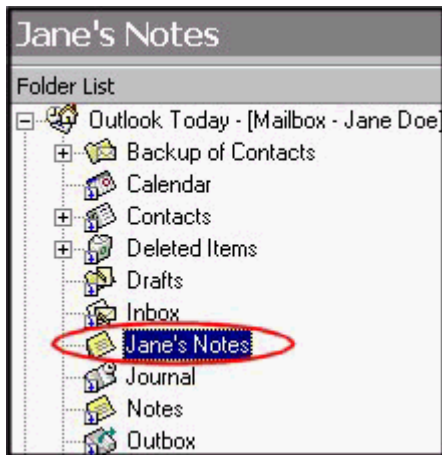 Jane's Notes
Folder List
Outlook Today - [Mailbox - Jane Doe]
Backup of Contacts
Calendar
Contacts
Deleted Items
Drafts
Inbox
Jane's Notes
Journal
Notes
Outbox